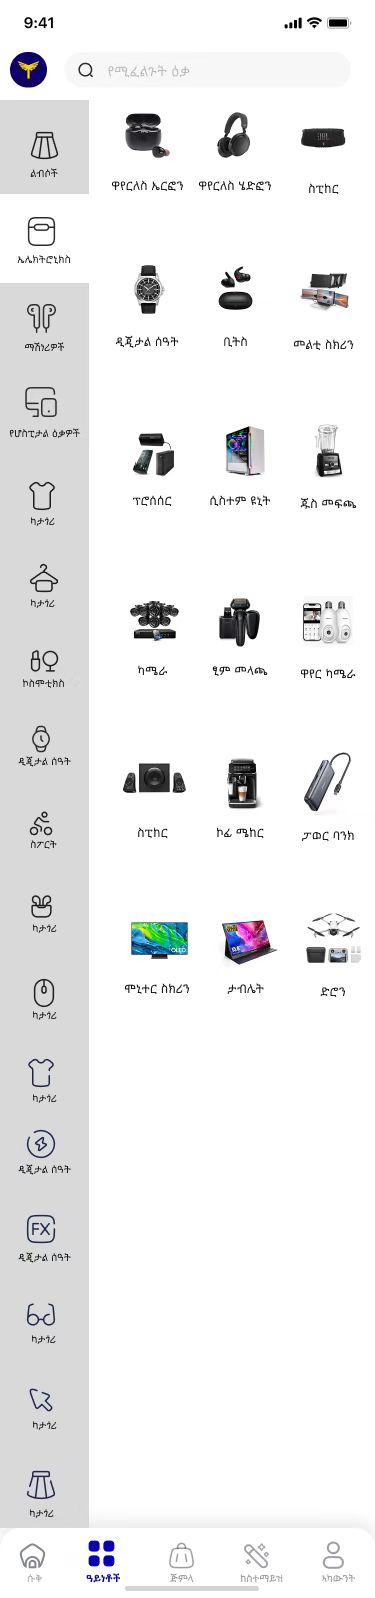 9:41
የሚፈልጉት ዕቃ
ልብሶች
ኤሌክትሮኒክስ
ማሽነሪዎች
የሆስፒታል ዕቃዎች
ካታጎሪ
ካታጎሪ
ኮስሞቲክስ
ዲጂታል ሰዓት
ስፖርት
ካታጎሪ
ካታጎሪ
ካታጎሪ
ዲጂታል ሰዓት
FX
ዲጂታል ሰዓት
ካታጎሪ
ካታጎሪ
ካታጎሪ
ዋየርለስ ኤርፎን
ዋየርለስ ሄድፎን
ስፒከር
ዲጂታል ሰዓት
ቢትስ
መልቲ ስክሪን
ፕሮሰሰር
ሲስተም ዩኒት
ጁስ መፍጫ
ካሜራ
ፂም መላጫ
ዋየር ካሜራ
ስፒከር
ኮፊ ሜከር
ፓወር ባንክ
OLED
ሞኒተር ስክሪን
ታብሌት
ድሮን
ሱቅ
ዓይነቶች
ጅምላ
ከስተማይዝ
አካውንት